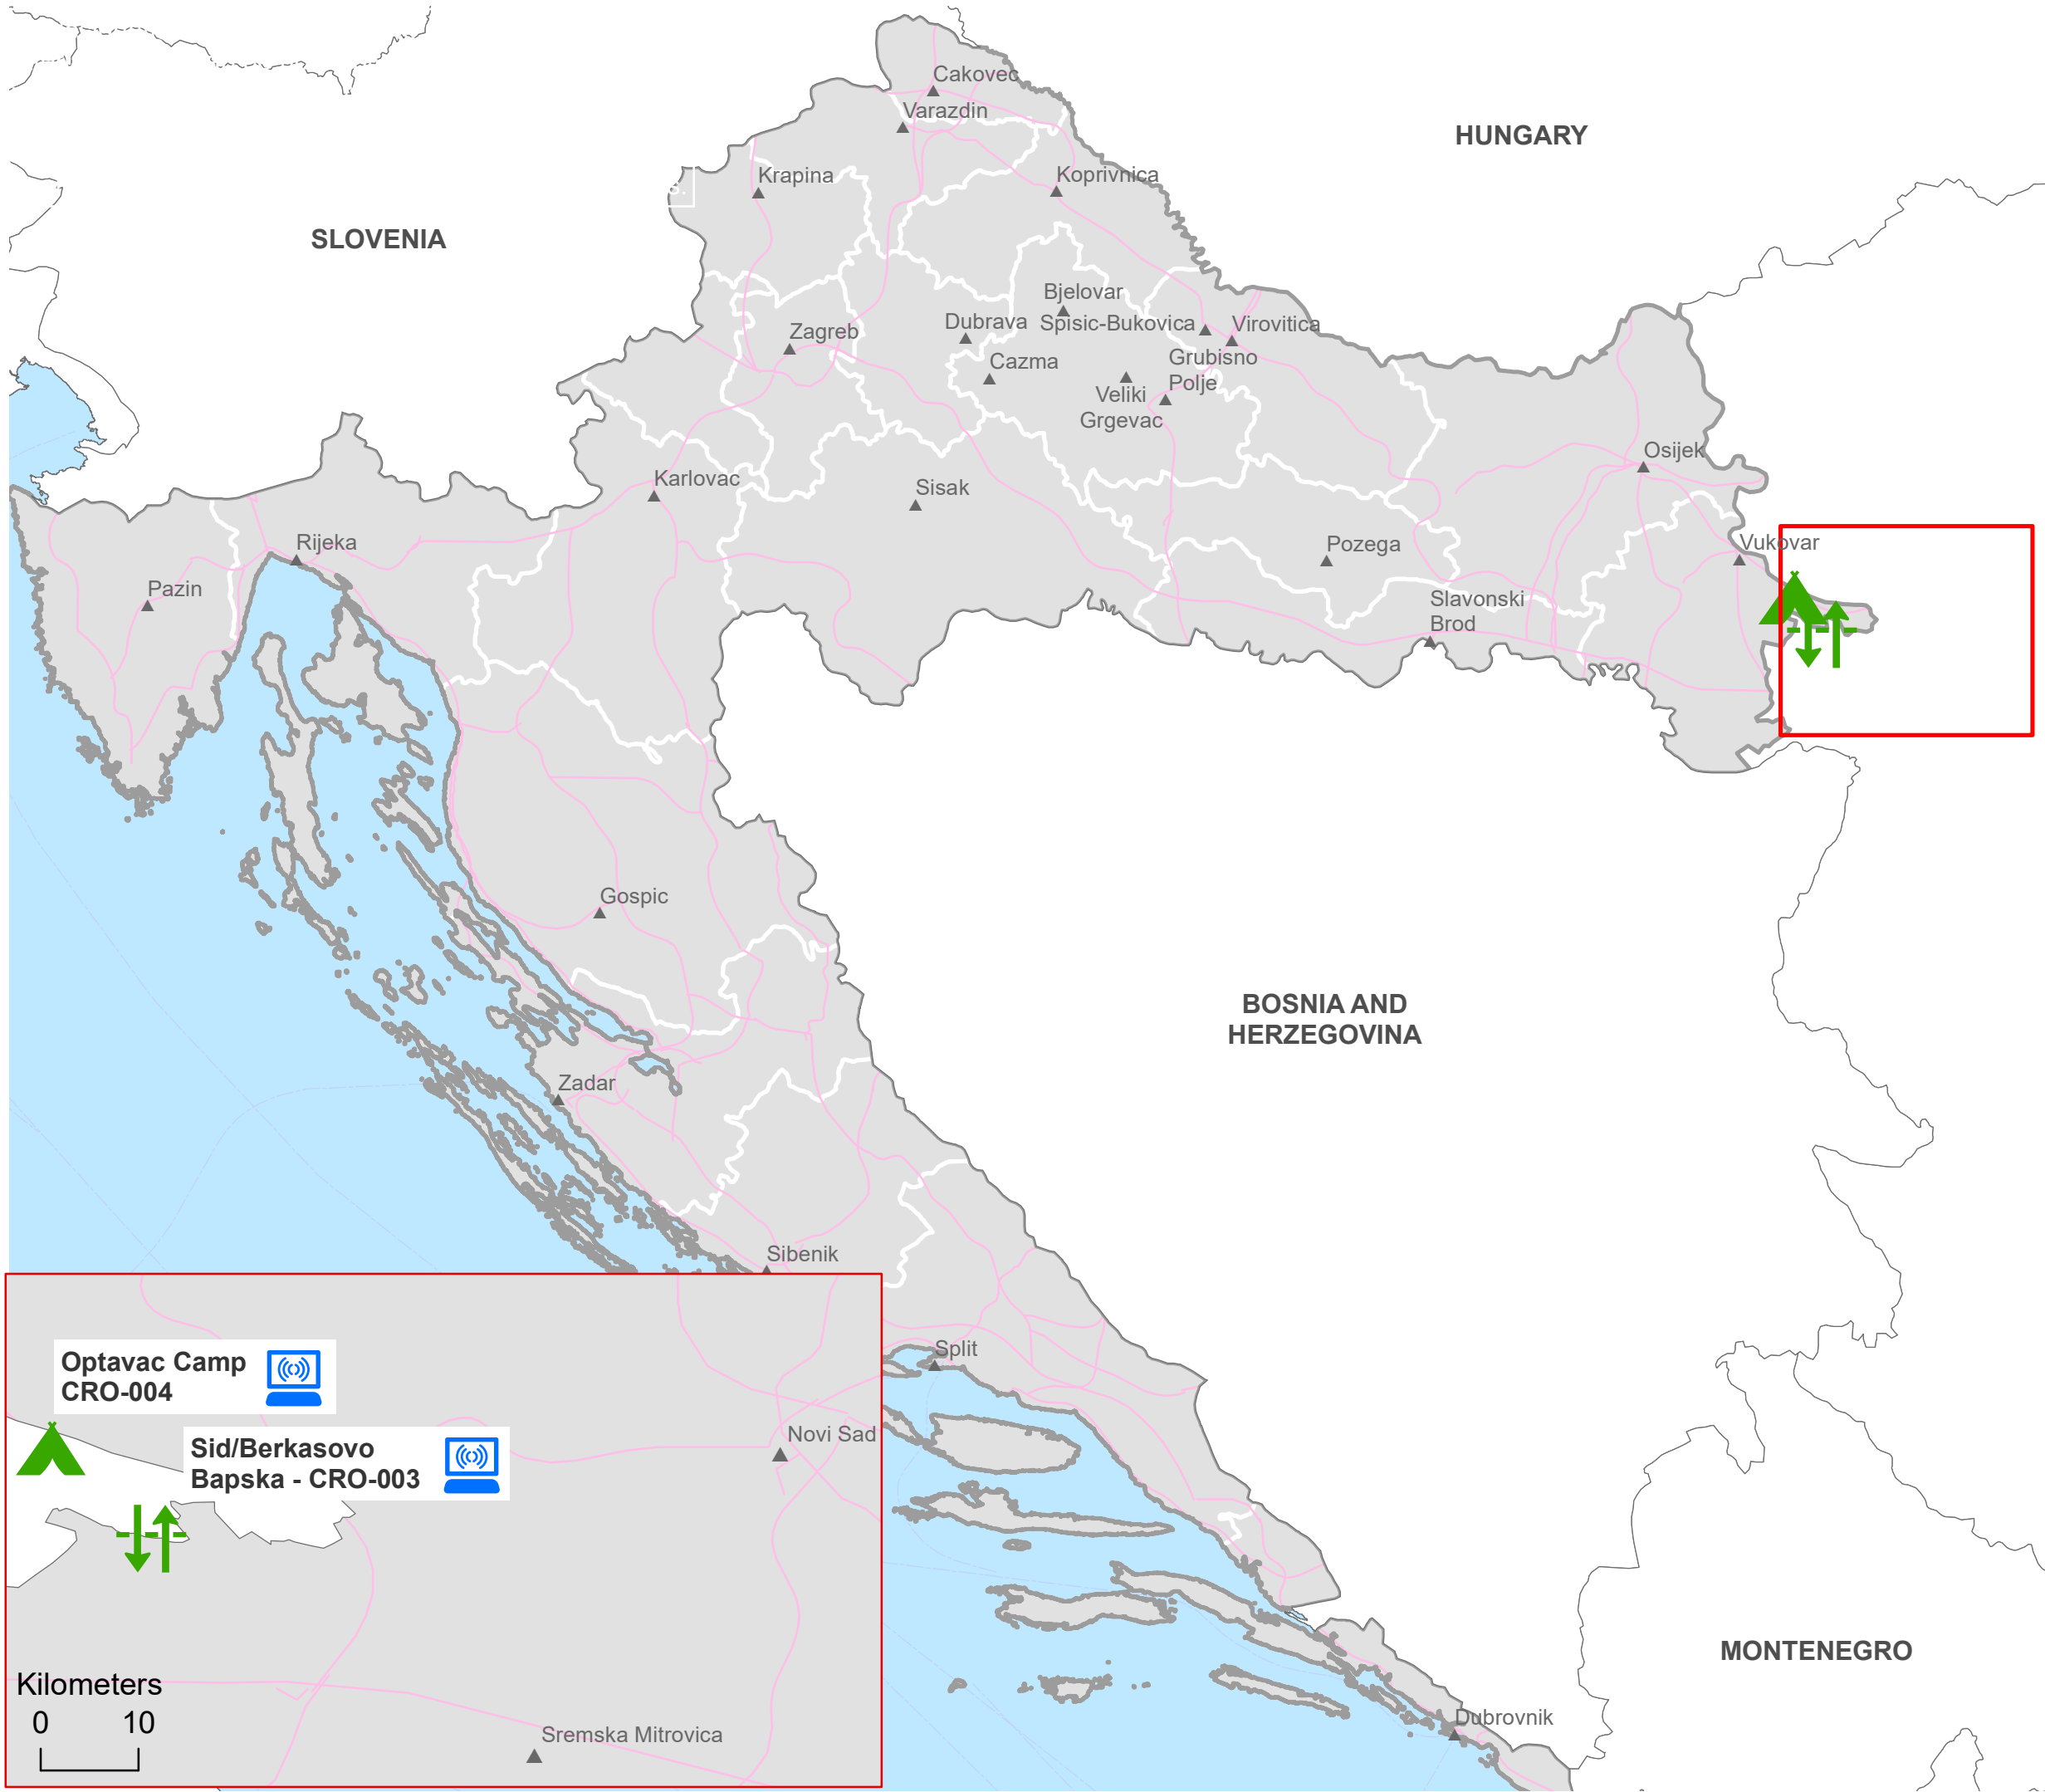 Cakovec
Varazdin
HUNGARY
Krapina
Koprivnica
s.
SLOVENIA
Bjelovar
Dubrava
Spisic-Bukovica
Virovitica
Zagreb
Cazma
Grubisno
Polje
Veliki
Grgevac
Osijek
Karlovac
Sisak
Rijeka
Pozega
Vukovar
Pazin
Slavonski
Brod
Gospic
BOSNIA AND
HERZEGOVINA
Zadar
Sibenik
Split
Optavac Camp
CRO-004
Novi Sad
Sid/Berkasovo
Bapska - CRO-003
MONTENEGRO
Kilometers
0 10
Sremska Mitrovica
Dubrovnik